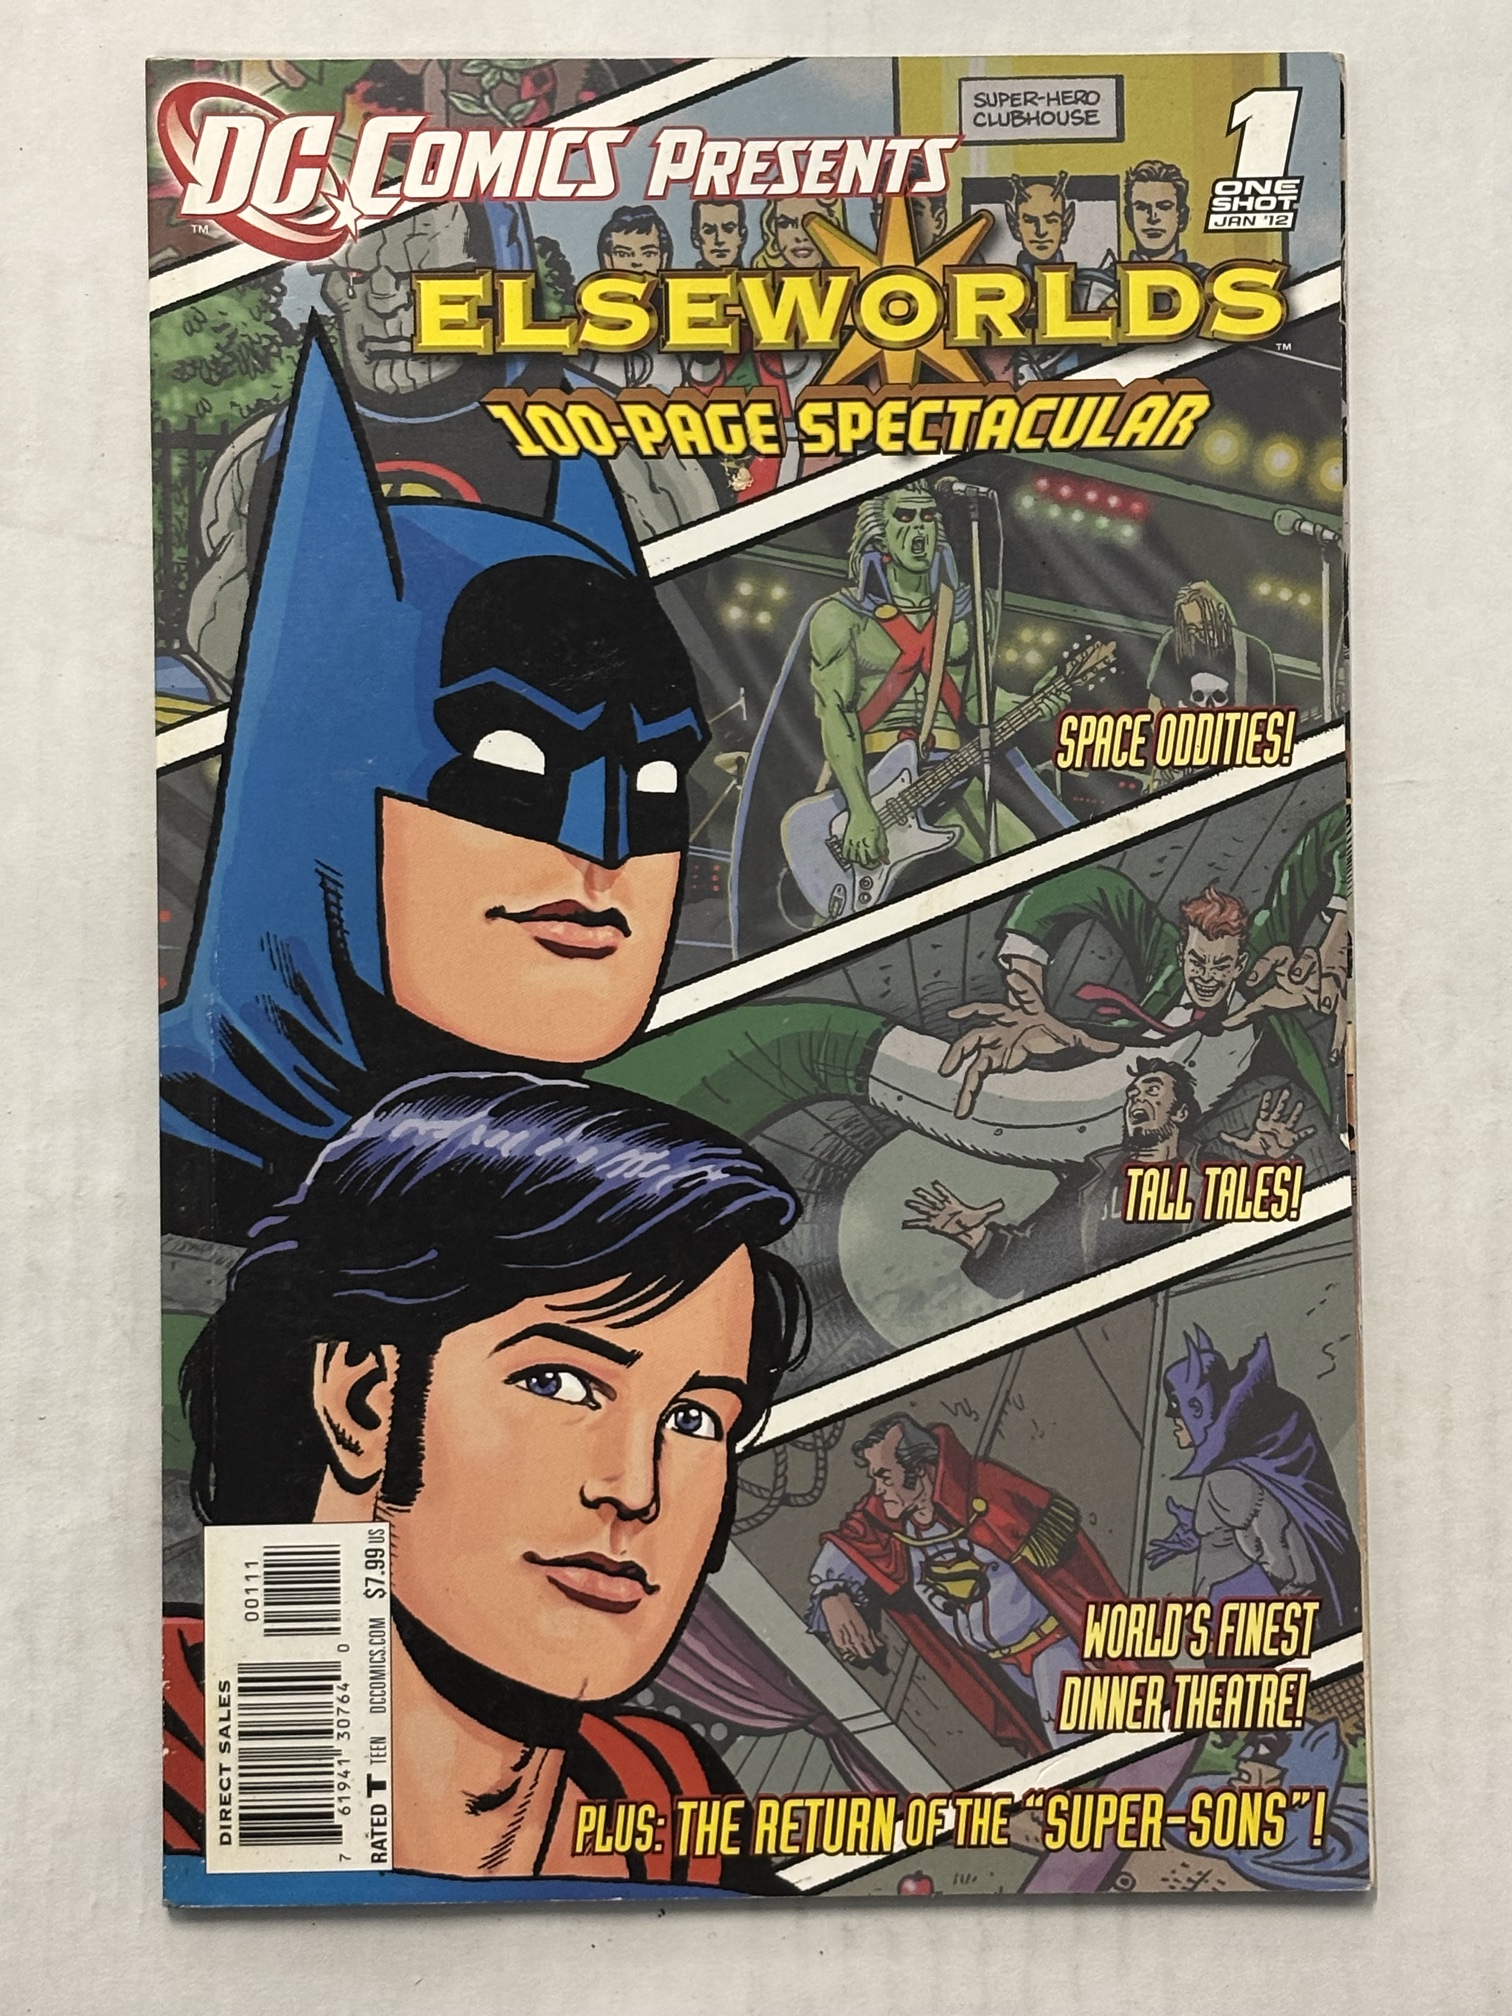 DC COMICS PRESENTS
TM
SUPER-HERO
CLUBHOUSE
1
ONE
SHOT
JAN '12
ELSEWORLDS
TM
100-PAGE SPECTACULAR
SPACE ODDITIES!
TALL TALES!
WORLD'S FINEST
DINNER THEATRE!
PLUS: THE RETURN OF THE "SUPER-SONS"!
DIRECT SALES
00111
7 61941 30764 0
RATED T TEEN DCCOMICS.COM $7.99 US